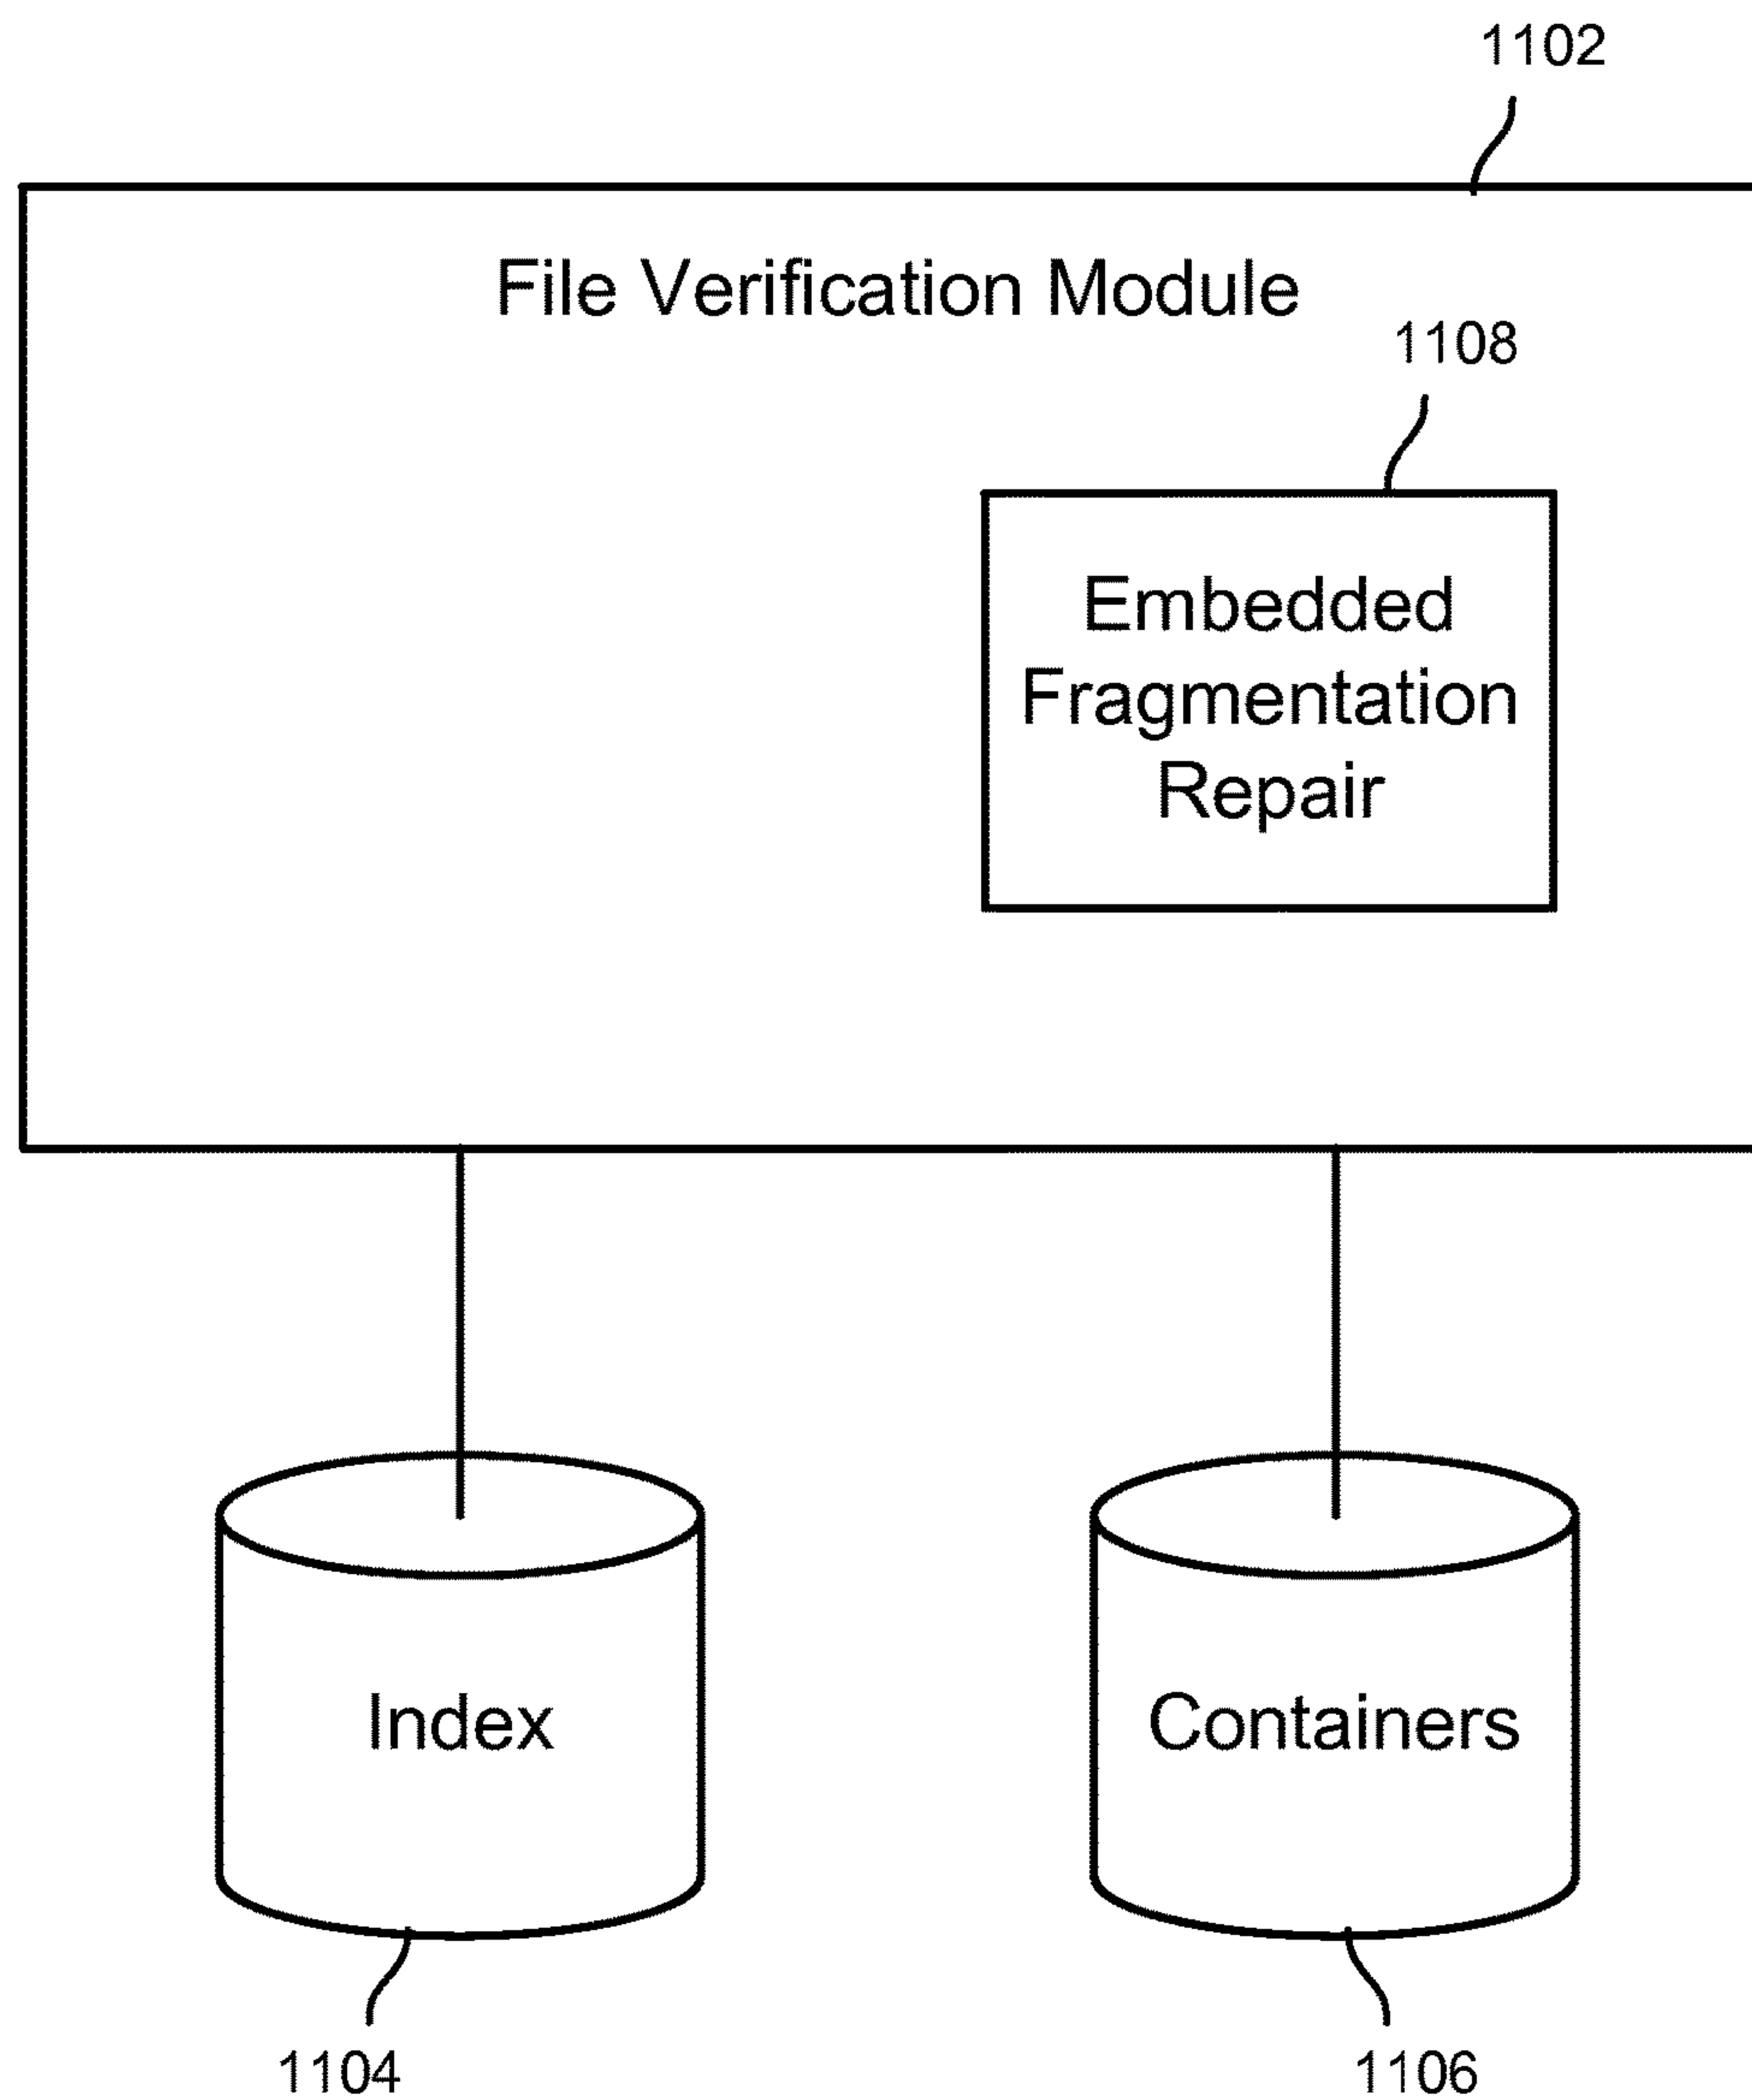 1102
File Verification Module
1108
Embedded
Fragmentation
Repair
Index
Containers
1104
1106